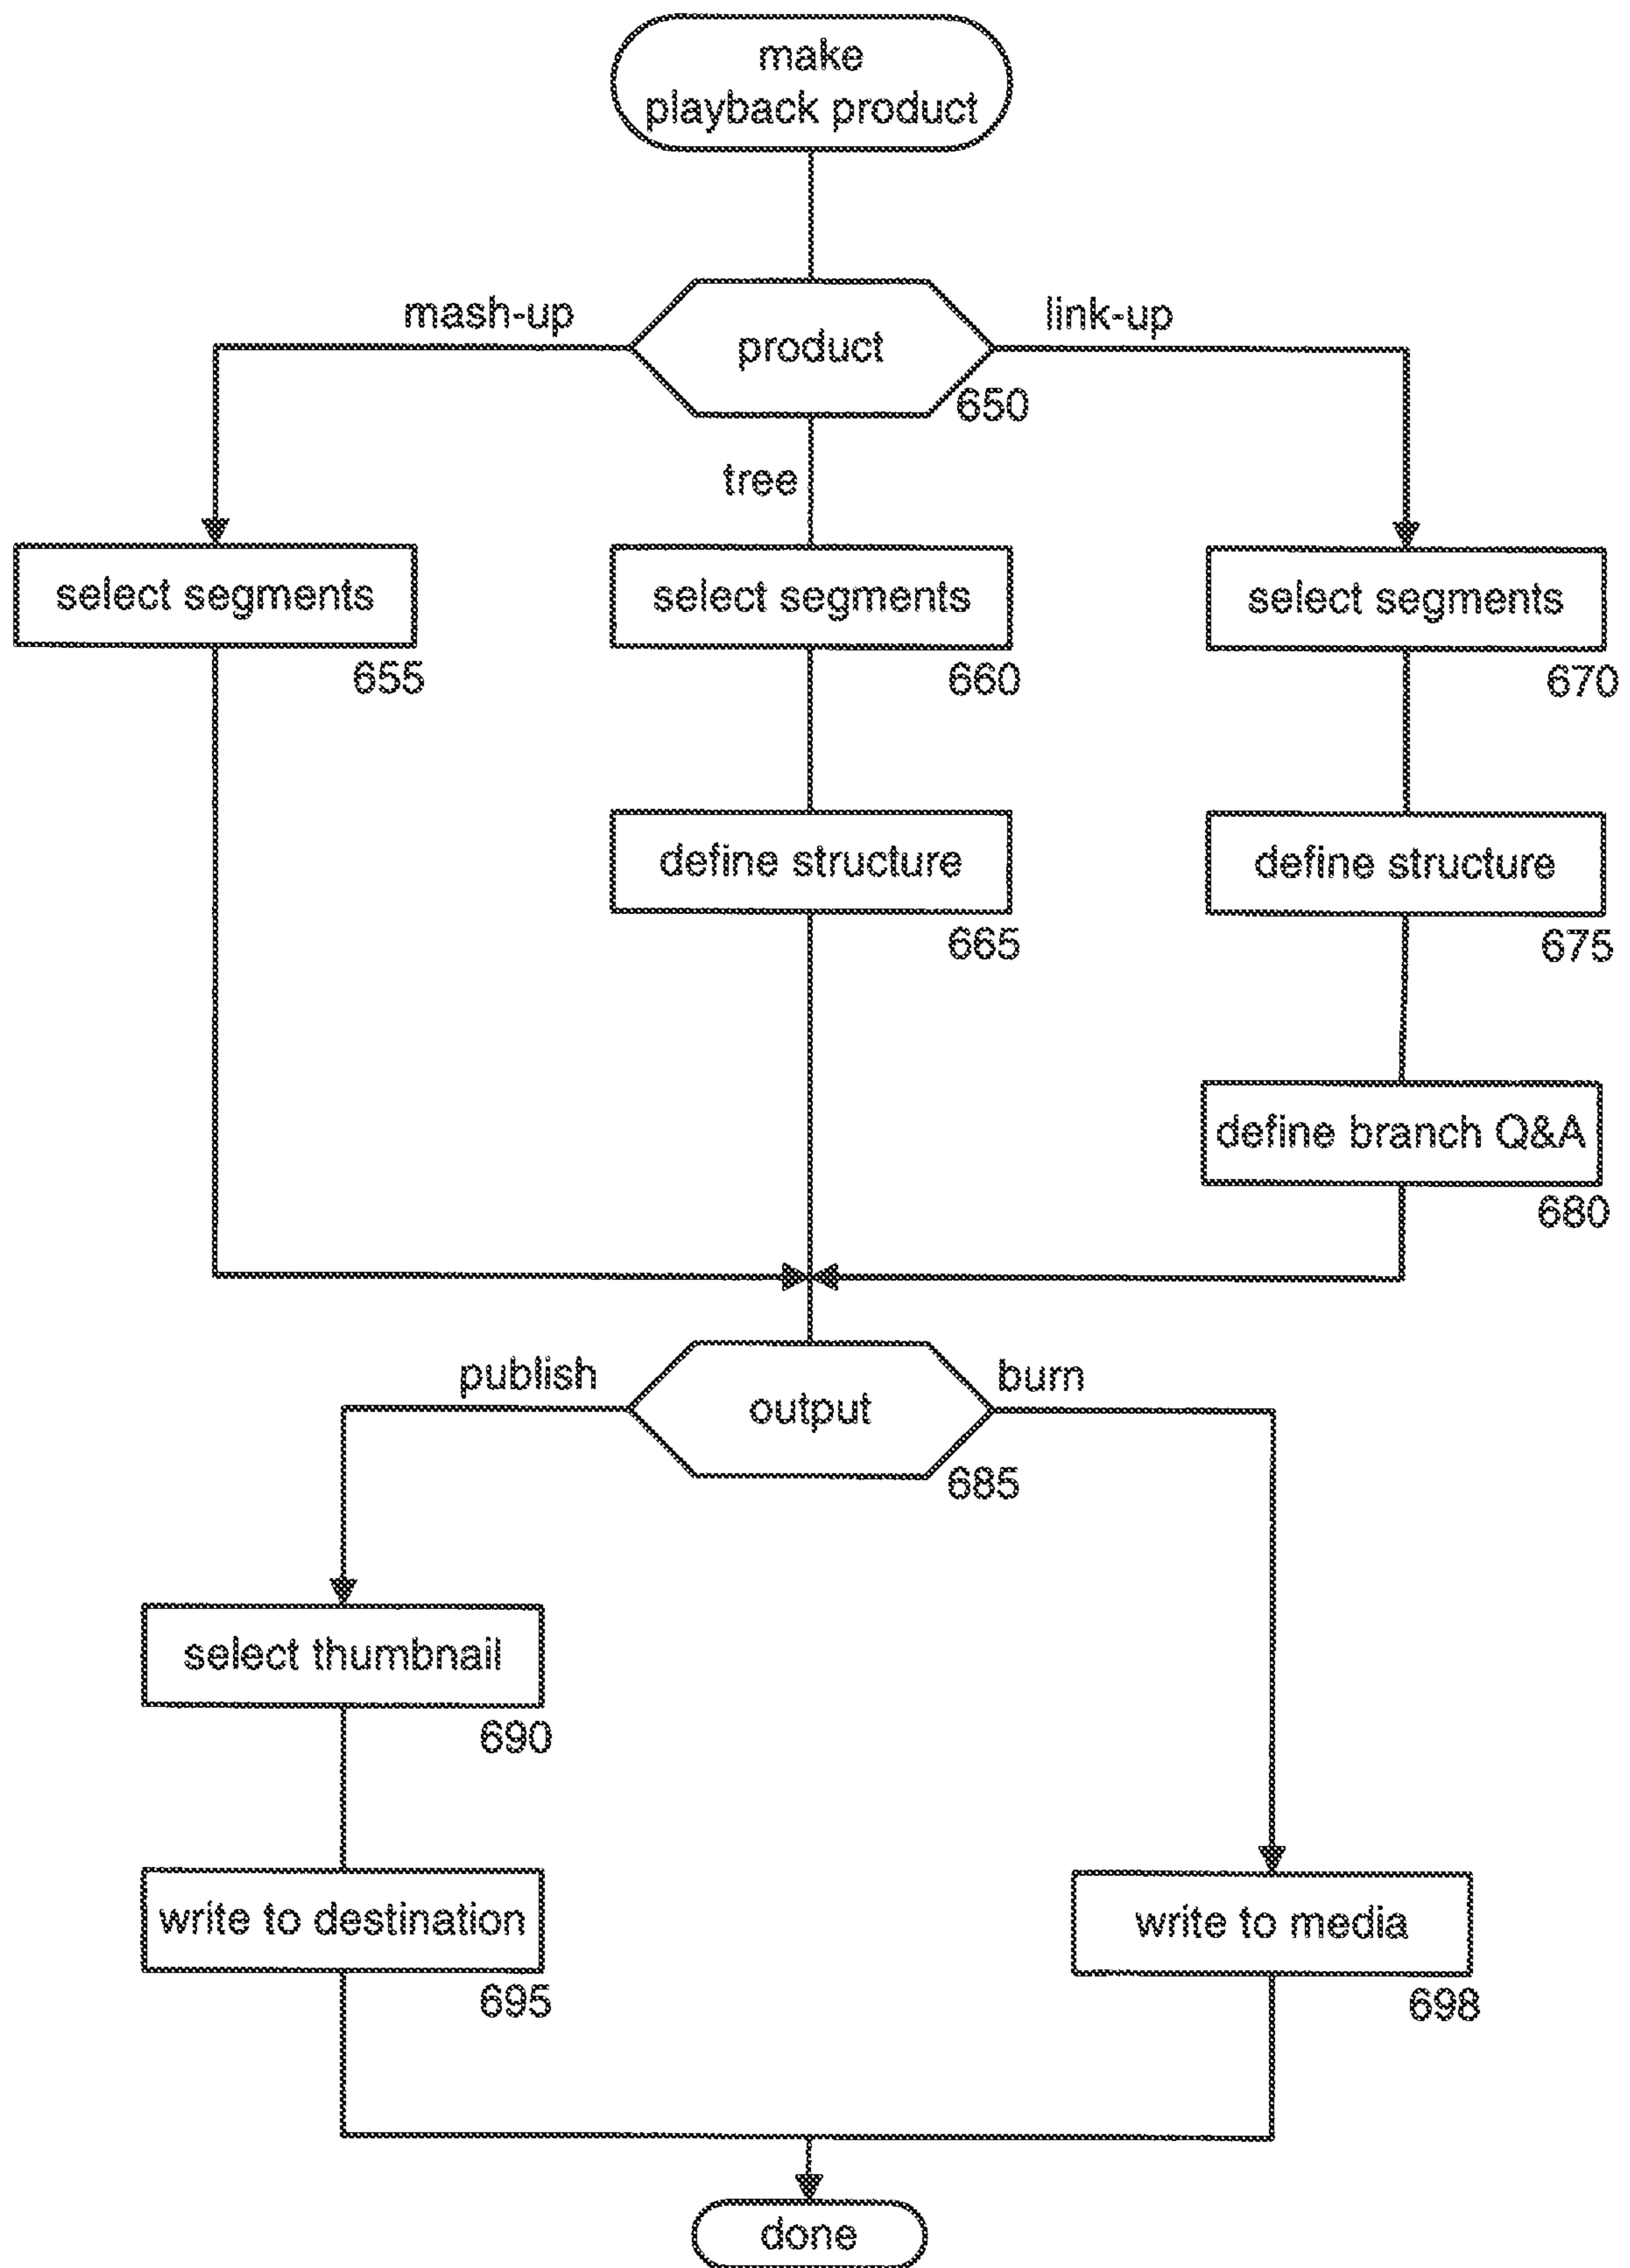 make
playback product
mash-up
link-up
product
650
tree
select segments
select segments
select segments
655
660
670
define structure
define structure
665
675
define branch Q&A
680
publish
burn
output
685
select thumbnail
690
write to destination
write to media
695
698
done